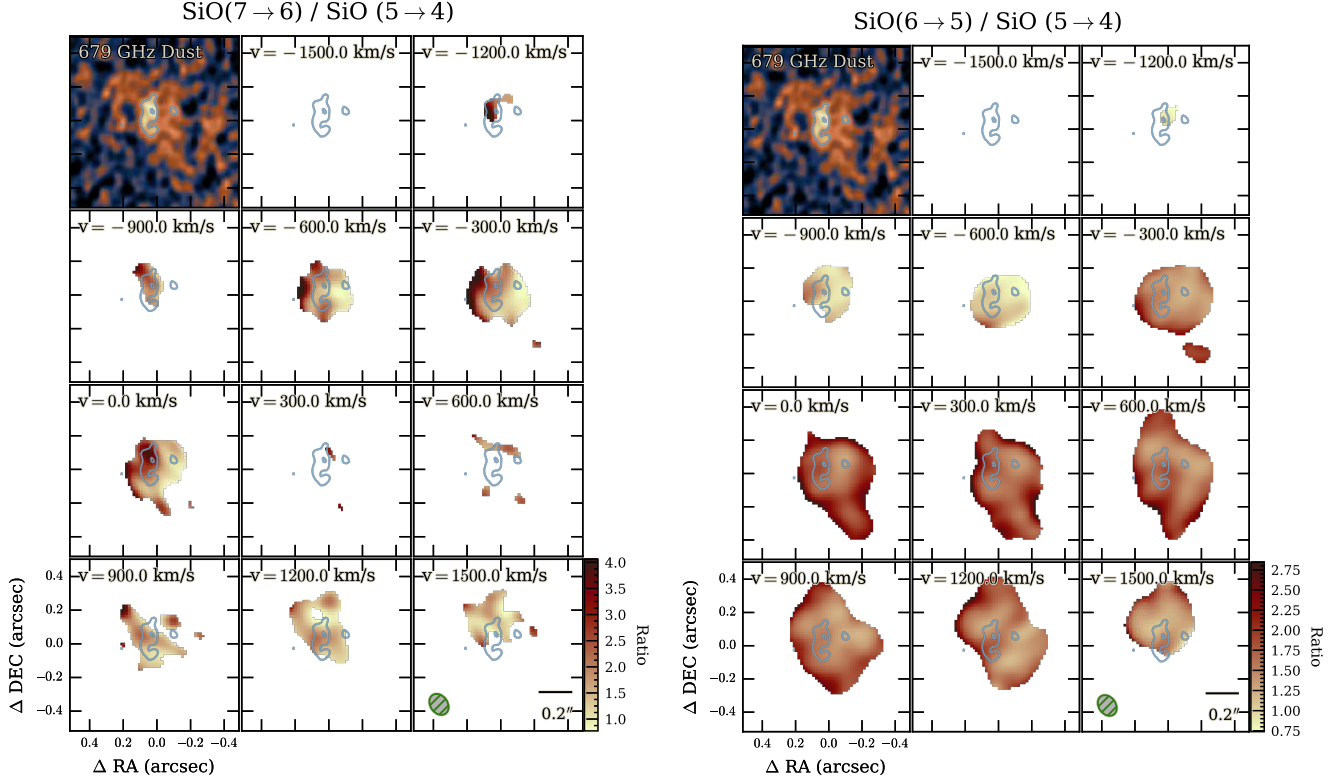 SiO(7→6) / SiO (5→4)
679 GHz Dust
v = −1500.0 km/s
v = −1200.0 km/s
v = −900.0 km/s
v = −600.0 km/s
v = −300.0 km/s
v = 0.0 km/s
v = 300.0 km/s
v = 600.0 km/s
v = 900.0 km/s
v = 1200.0 km/s
v = 1500.0 km/s
0.4
0.2
0.0
−0.2
−0.4
Δ DEC (arcsec)
0.4 0.2 0.0 −0.2 −0.4
Δ RA (arcsec)
0.2″
4.0
3.5
3.0
2.5
2.0
1.5
1.0
Ratio
SiO(6→5) / SiO (5→4)
679 GHz Dust
v = −1500.0 km/s
v = −1200.0 km/s
v = −900.0 km/s
v = −600.0 km/s
v = −300.0 km/s
v = 0.0 km/s
v = 300.0 km/s
v = 600.0 km/s
v = 900.0 km/s
v = 1200.0 km/s
v = 1500.0 km/s
0.4
0.2
0.0
−0.2
−0.4
Δ DEC (arcsec)
0.4 0.2 0.0 −0.2 −0.4
Δ RA (arcsec)
0.2″
2.75
2.50
2.25
2.00
1.75
1.50
1.25
1.00
0.75
Ratio